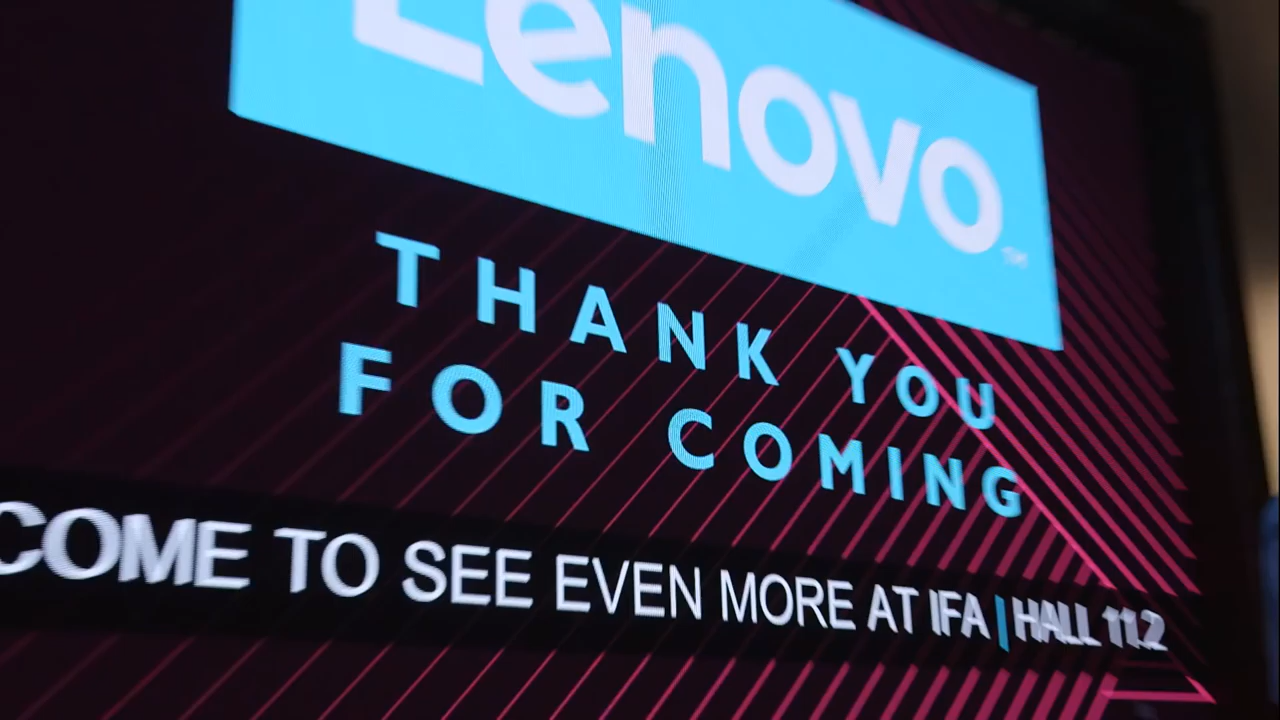 Lenovo
THANK YOU
FOR COMING
COME TO SEE EVEN MORE AT IFA | HALL 11.2